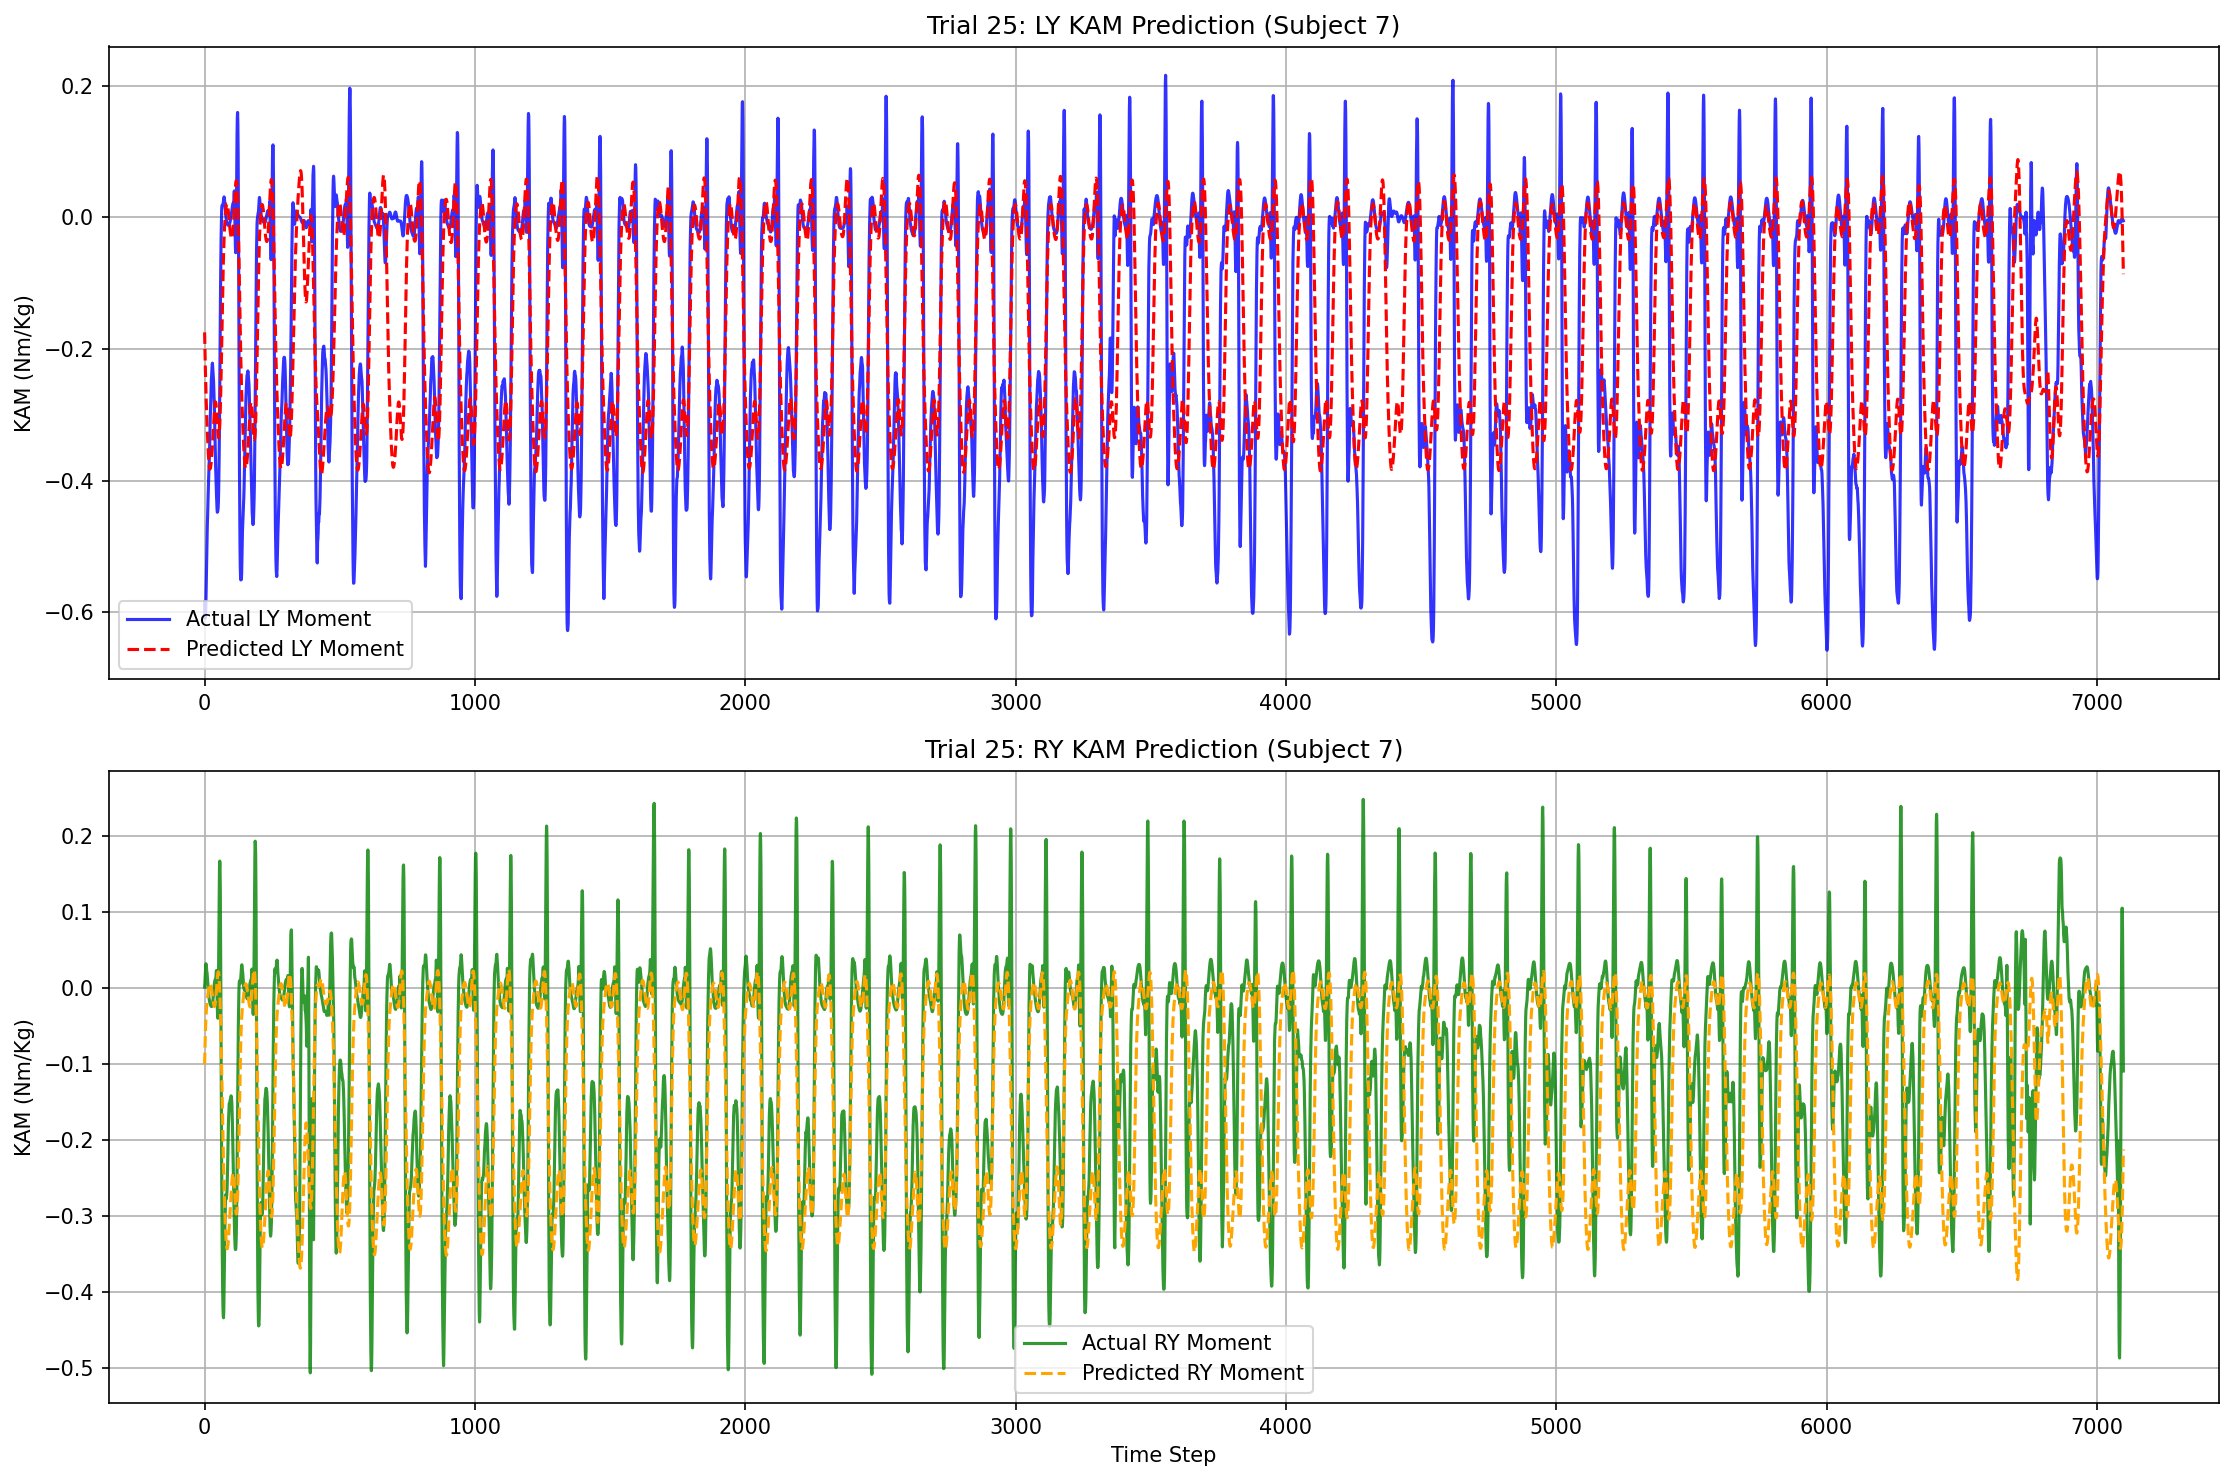 Trial 25: LY KAM Prediction (Subject 7)
KAM (Nm/Kg)
0.2
0.0
−0.2
−0.4
−0.6
Actual LY Moment
Predicted LY Moment
0 1000 2000 3000 4000 5000 6000 7000
Trial 25: RY KAM Prediction (Subject 7)
KAM (Nm/Kg)
0.2
0.1
0.0
−0.1
−0.2
−0.3
−0.4
−0.5
Actual RY Moment
Predicted RY Moment
0 1000 2000 3000 4000 5000 6000 7000
Time Step